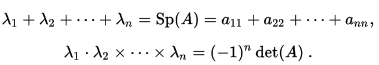 λ₁ + λ₂ + ⋯ + λₙ = Sp(A) = a₁₁ + a₂₂ + ⋯ + aₙₙ,
λ₁ · λ₂ × ⋯ × λₙ = (−1)ⁿ det(A) .